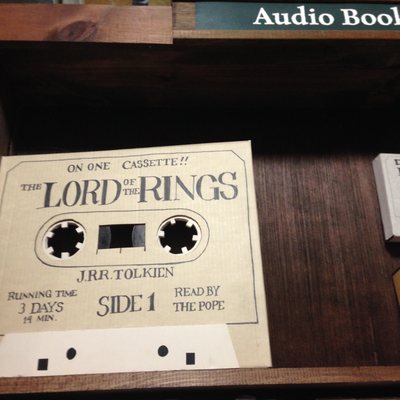 Audio Book
ON ONE CASSETTE!!
THE LORD OF THE RINGS
J.R.R. TOLKIEN
RUNNING TIME
3 DAYS
14 MIN.
SIDE 1
READ BY
THE POPE